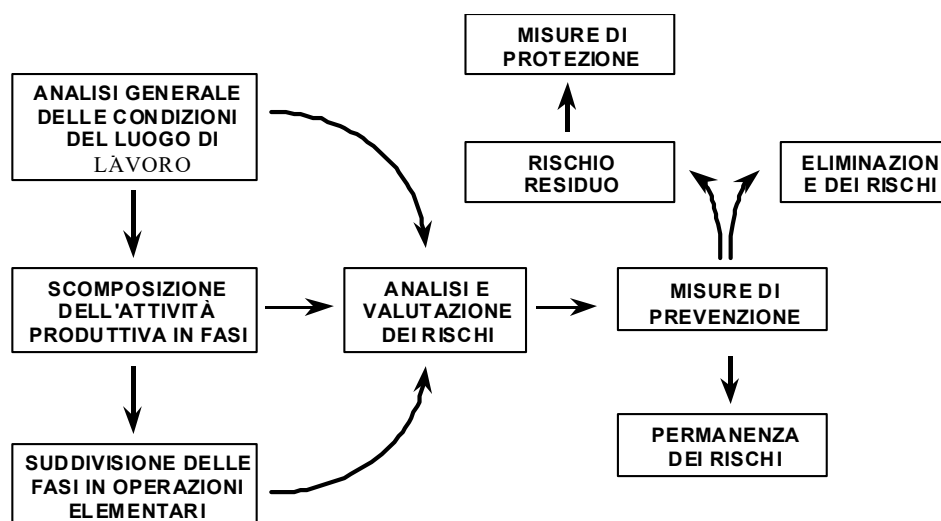 MISURE DI
PROTEZIONE
ANALISI GENERALE
DELLE CONDIZIONI
DEL LUOGO DI
LÀVORO
RISCHIO
RESIDUO
ELIMINAZION
E DEI RISCHI
SCOMPOSIZIONE
DELL'ATTIVITÀ
PRODUTTIVA IN FASI
ANALISI E
VALUTAZIONE
DEI RISCHI
MISURE DI
PREVENZIONE
SUDDIVISIONE DELLE
FASI IN OPERAZIONI
ELEMENTARI
PERMANENZA
DEI RISCHI